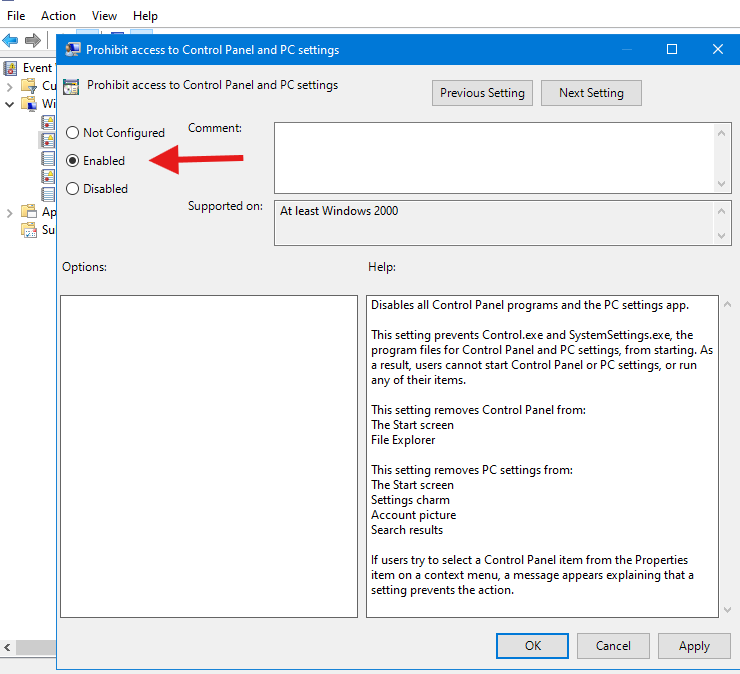 File Action View Help
Prohibit access to Control Panel and PC settings
Prohibit access to Control Panel and PC settings
Previous Setting
Next Setting
Event
Cu
Wi
Ap
Su
Not Configured
Enabled
Disabled
Comment:
Supported on:
At least Windows 2000
Options:
Help:
Disables all Control Panel programs and the PC settings app.
This setting prevents Control.exe and SystemSettings.exe, the
program files for Control Panel and PC settings, from starting. As
a result, users cannot start Control Panel or PC settings, or run
any of their items.
This setting removes Control Panel from:
The Start screen
File Explorer
This setting removes PC settings from:
The Start screen
Settings charm
Account picture
Search results
If users try to select a Control Panel item from the Properties
item on a context menu, a message appears explaining that a
setting prevents the action.
OK
Cancel
Apply